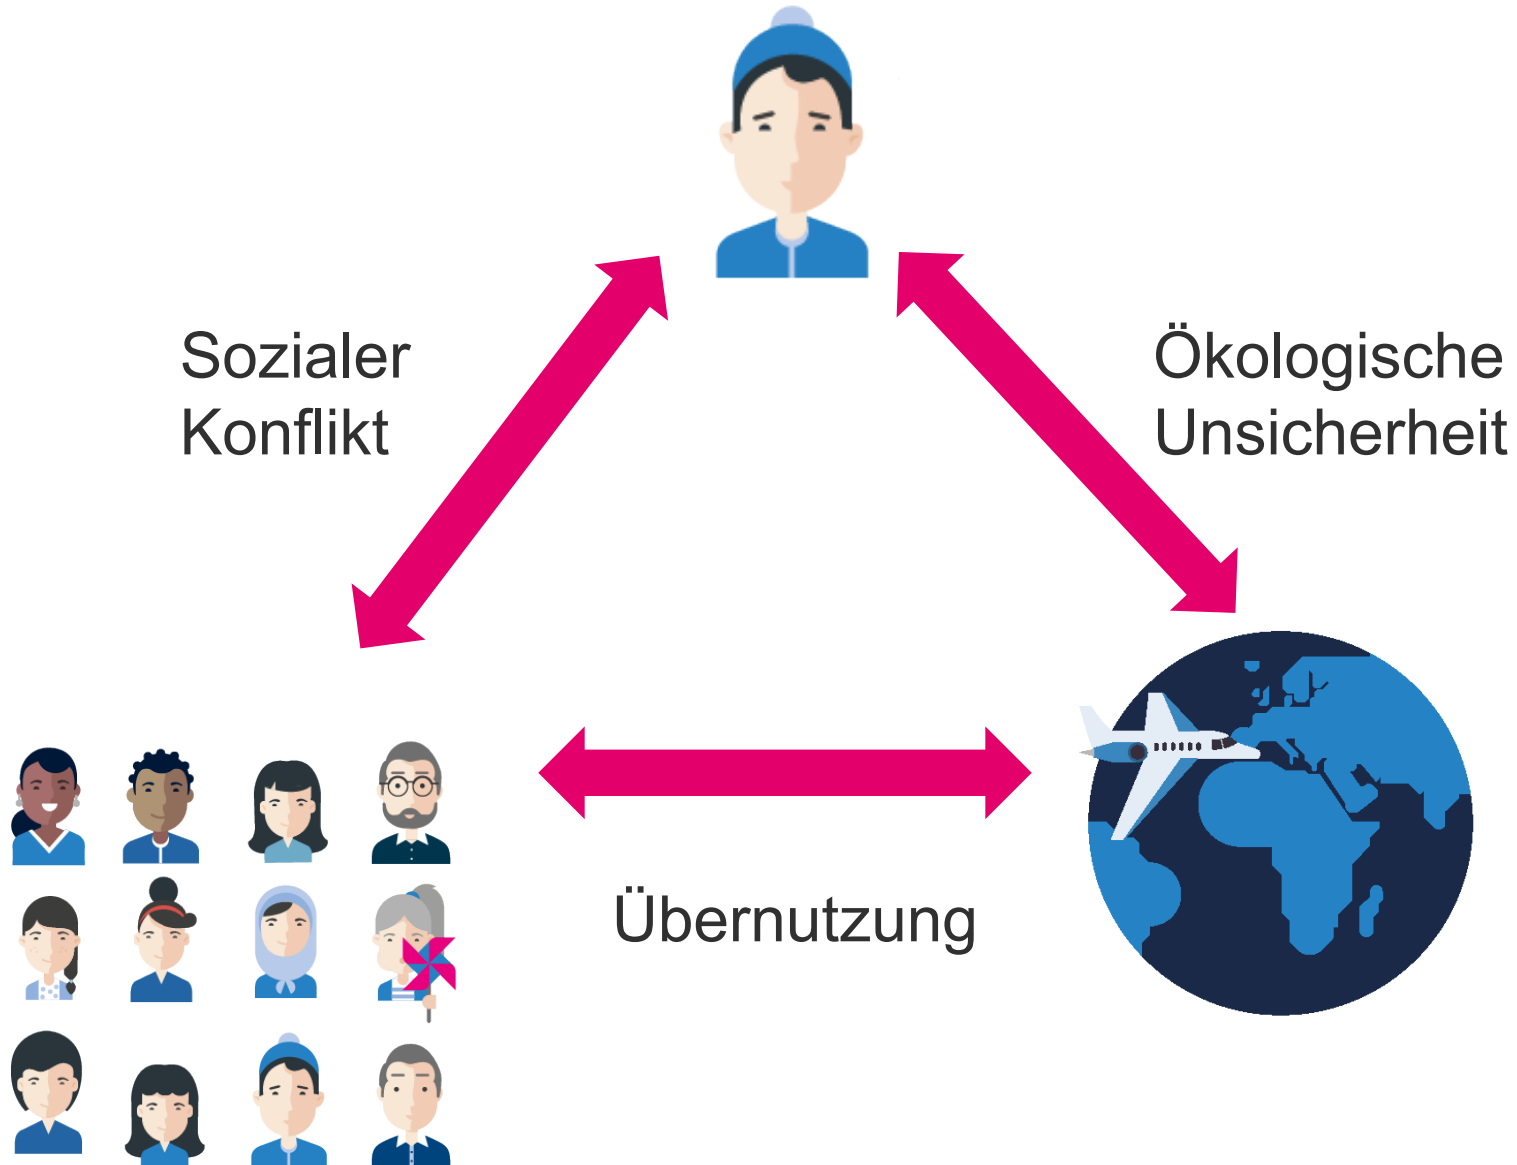 Sozialer
Konflikt
Ökologische
Unsicherheit
Übernutzung